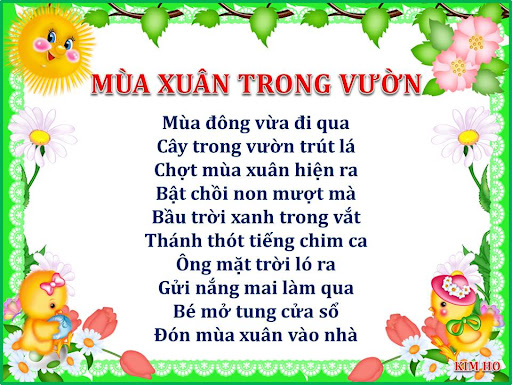 MÙA XUÂN TRONG VƯỜN
Mùa đông vừa đi qua
Cây trong vườn trút lá
Chợt mùa xuân hiện ra
Bật chồi non mượt mà
Bầu trời xanh trong vắt
Thánh thót tiếng chim ca
Ông mặt trời ló ra
Gửi nắng mai làm qua
Bé mở tung cửa sổ
Đón mùa xuân vào nhà
KIM HO